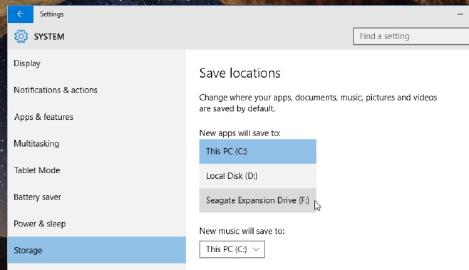 Settings
SYSTEM
Find a setting
Display
Notifications & actions
Apps & features
Multitasking
Tablet Mode
Battery saver
Power & sleep
Storage
Save locations
Change where your apps, documents, music, pictures and videos
are saved by default.
New apps will save to:
This PC (C:)
Local Disk (D:)
Seagate Expansion Drive (F:)
New music will save to:
This PC (C:)